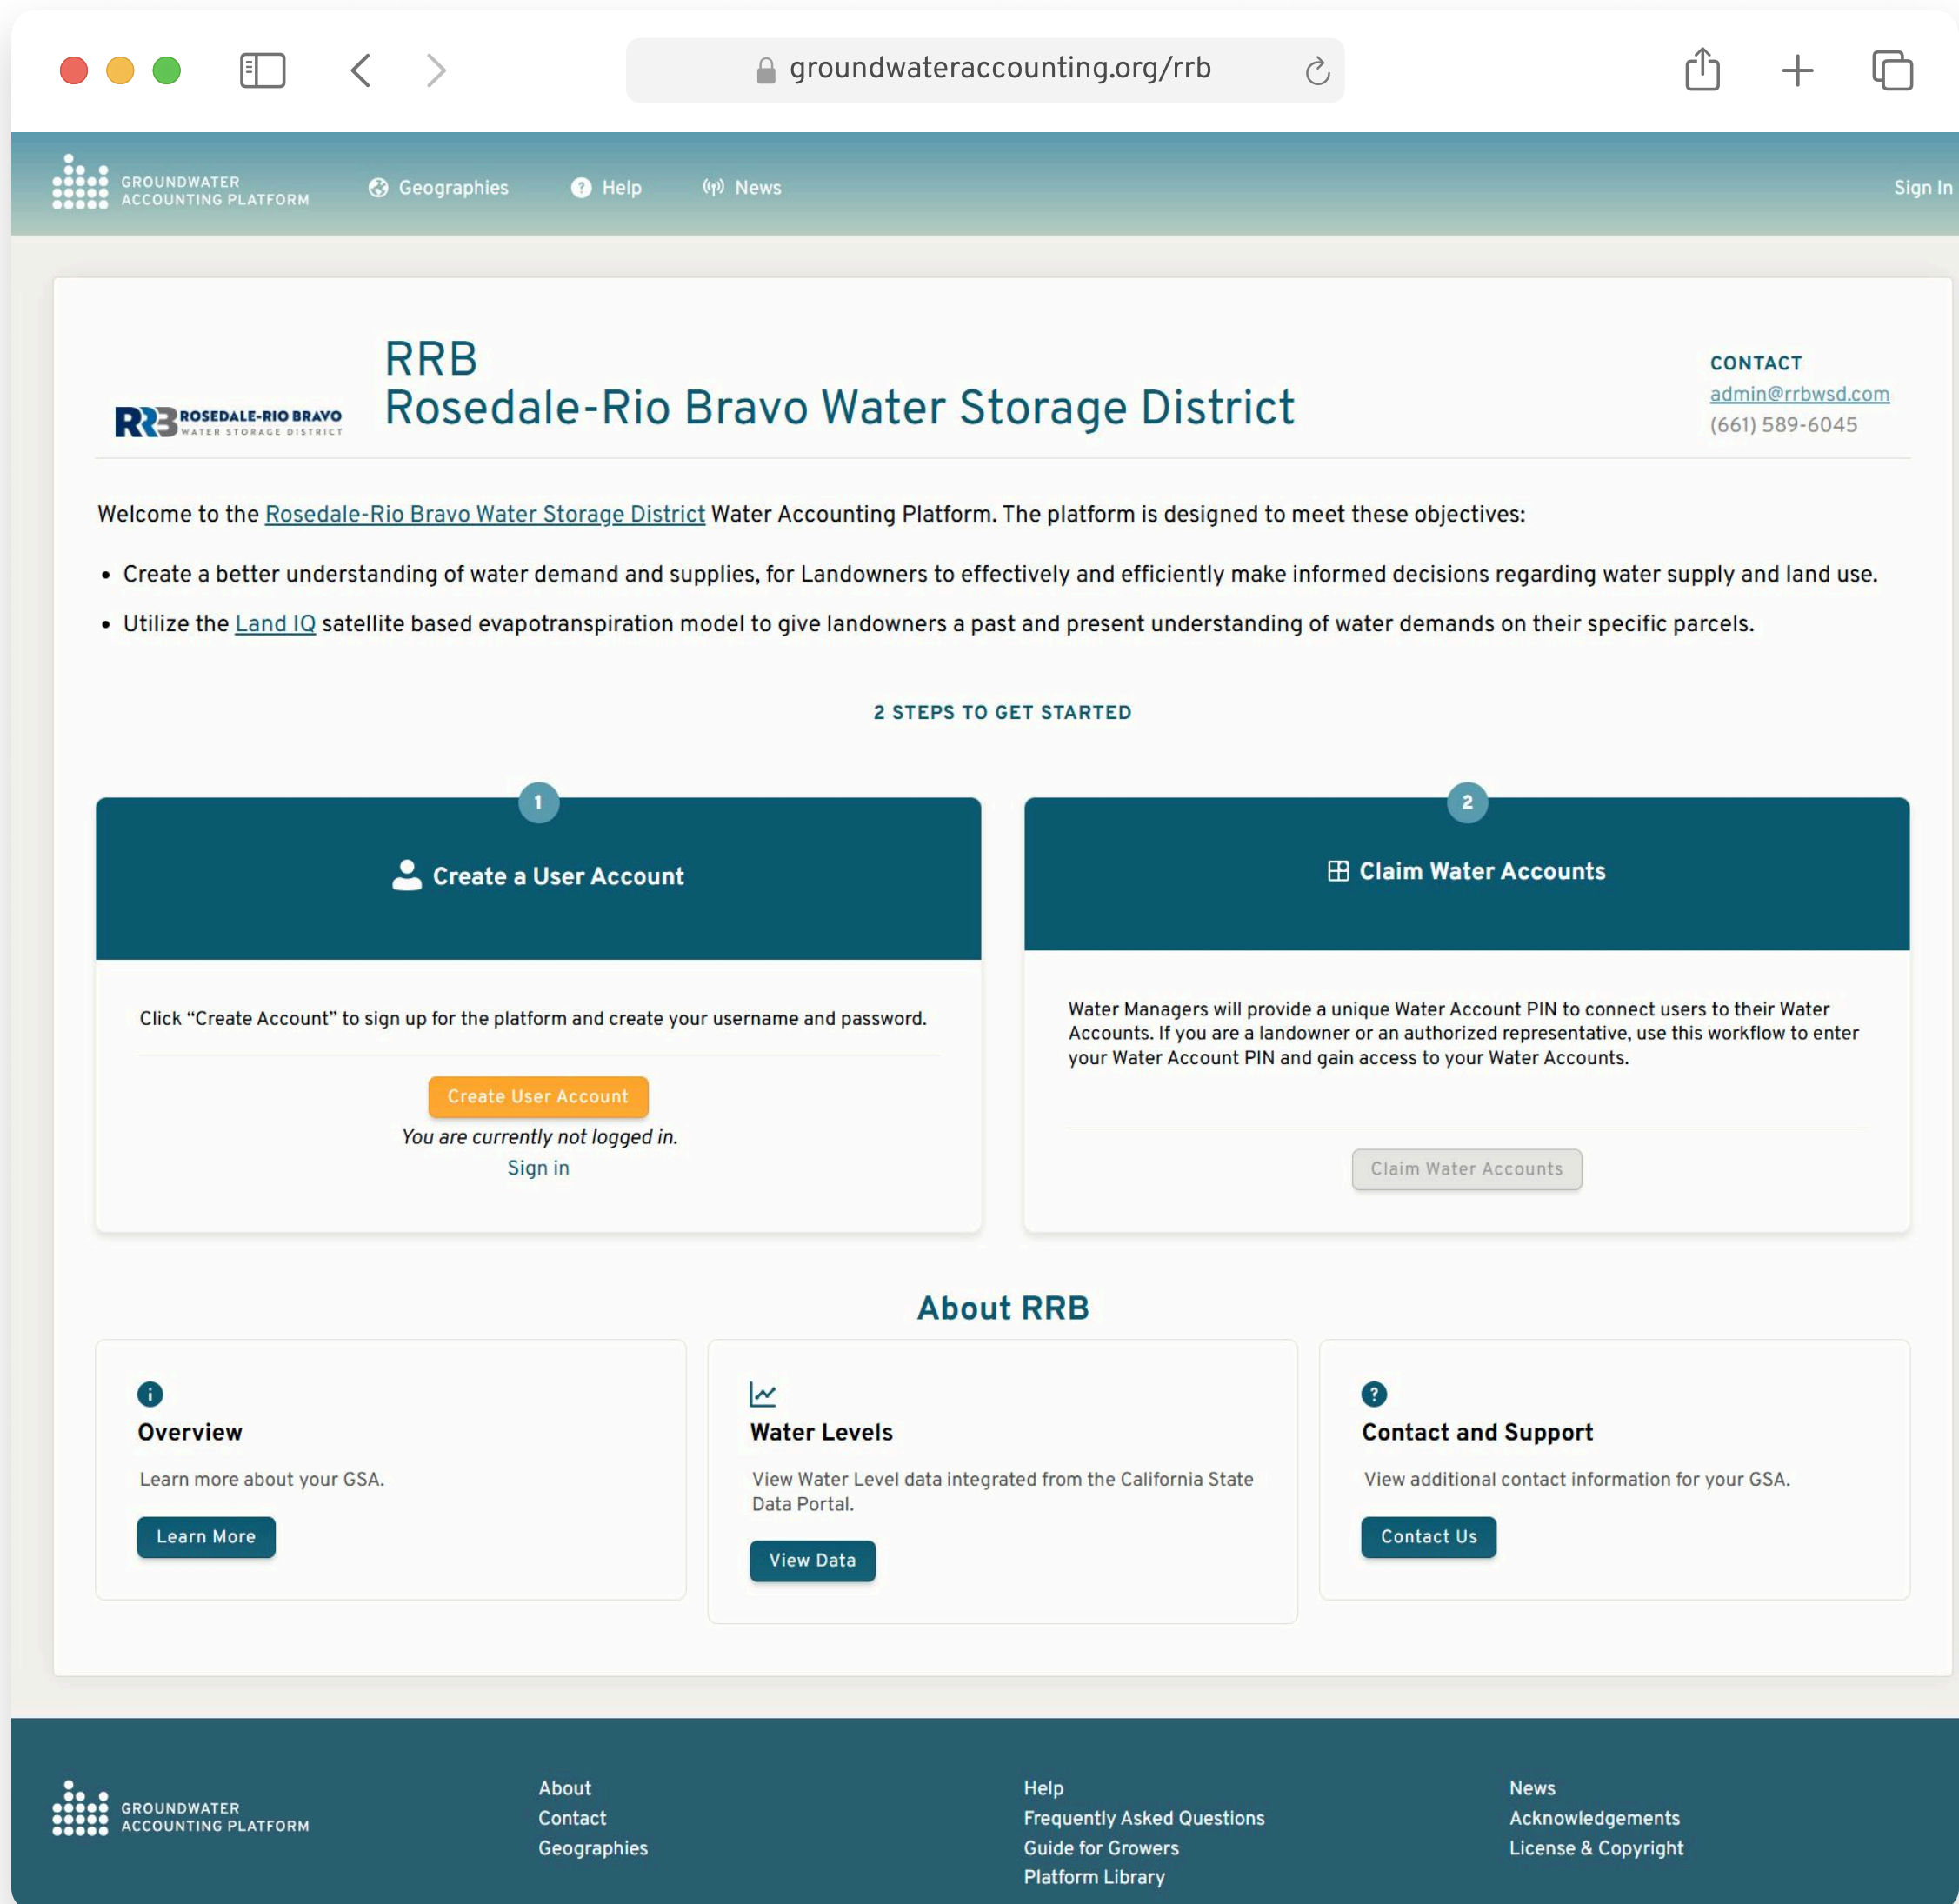 groundwateraccounting.org/rrb
GROUNDWATER
ACCOUNTING PLATFORM
Geographies
Help
News
Sign In
RRB
Rosedale-Rio Bravo Water Storage District
RRB ROSEDALE-RIO BRAVO
WATER STORAGE DISTRICT
CONTACT
admin@rrbwsd.com
(661) 589-6045
Welcome to the Rosedale-Rio Bravo Water Storage District Water Accounting Platform. The platform is designed to meet these objectives:
• Create a better understanding of water demand and supplies, for Landowners to effectively and efficiently make informed decisions regarding water supply and land use.
• Utilize the Land IQ satellite based evapotranspiration model to give landowners a past and present understanding of water demands on their specific parcels.
2 STEPS TO GET STARTED
1
Create a User Account
Click “Create Account” to sign up for the platform and create your username and password.
Create User Account
You are currently not logged in.
Sign in
2
Claim Water Accounts
Water Managers will provide a unique Water Account PIN to connect users to their Water
Accounts. If you are a landowner or an authorized representative, use this workflow to enter
your Water Account PIN and gain access to your Water Accounts.
Claim Water Accounts
About RRB
Overview
Learn more about your GSA.
Learn More
Water Levels
View Water Level data integrated from the California State
Data Portal.
View Data
Contact and Support
View additional contact information for your GSA.
Contact Us
GROUNDWATER
ACCOUNTING PLATFORM
About
Contact
Geographies
Help
Frequently Asked Questions
Guide for Growers
Platform Library
News
Acknowledgements
License & Copyright